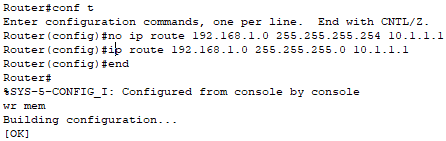 Router#conf t
Enter configuration commands, one per line.  End with CNTL/Z.
Router(config)#no ip route 192.168.1.0 255.255.255.254 10.1.1.1
Router(config)#ip route 192.168.1.0 255.255.255.0 10.1.1.1
Router(config)#end
Router#
%SYS-5-CONFIG_I: Configured from console by console
wr mem
Building configuration...
[OK]